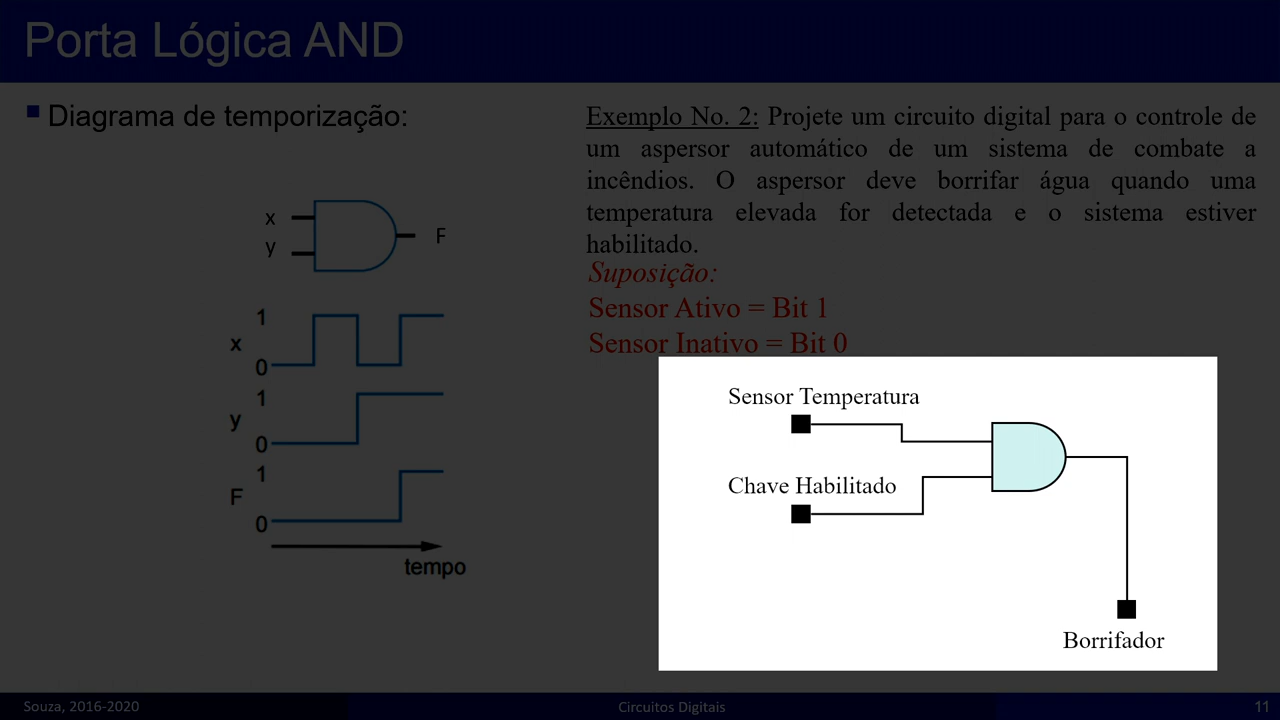 Porta Lógica AND
Diagrama de temporização:
x
y
F
1
x
0
1
y
0
1
F
0
tempo
Exemplo No. 2: Projete um circuito digital para o controle de
um aspersor automático de um sistema de combate a
incêndios. O aspersor deve borrifar água quando uma
temperatura elevada for detectada e o sistema estiver
habilitado.
Suposição:
Sensor Ativo = Bit 1
Sensor Inativo = Bit 0
Sensor Temperatura
Chave Habilitado
Borrifador
Souza, 2016-2020
Circuitos Digitais
11